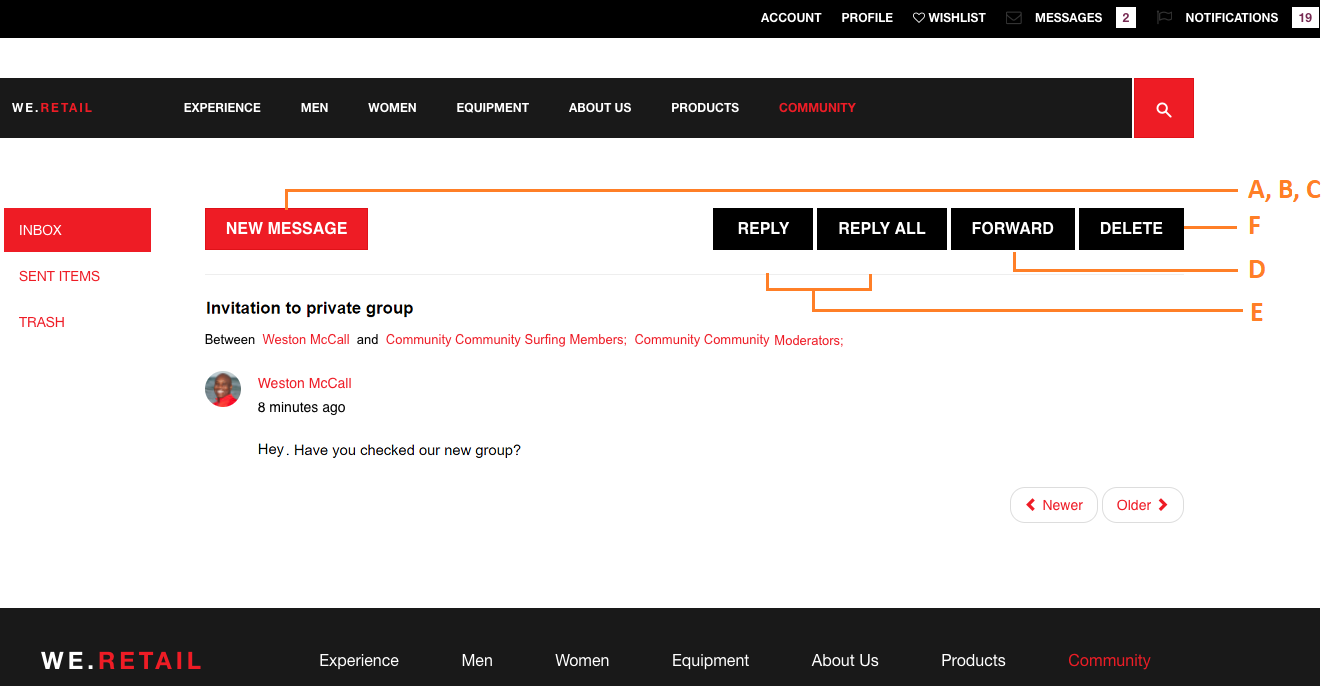 ACCOUNT PROFILE WISHLIST MESSAGES 2 NOTIFICATIONS 19
WE.RETAIL EXPERIENCE MEN WOMEN EQUIPMENT ABOUT US PRODUCTS COMMUNITY
A, B, C
INBOX NEW MESSAGE REPLY REPLY ALL FORWARD DELETE F
SENT ITEMS D
Invitation to private group E
TRASH
Between Weston McCall and Community Community Surfing Members; Community Community Moderators;
Weston McCall
8 minutes ago
Hey. Have you checked our new group?
Newer Older
WE.RETAIL Experience Men Women Equipment About Us Products Community